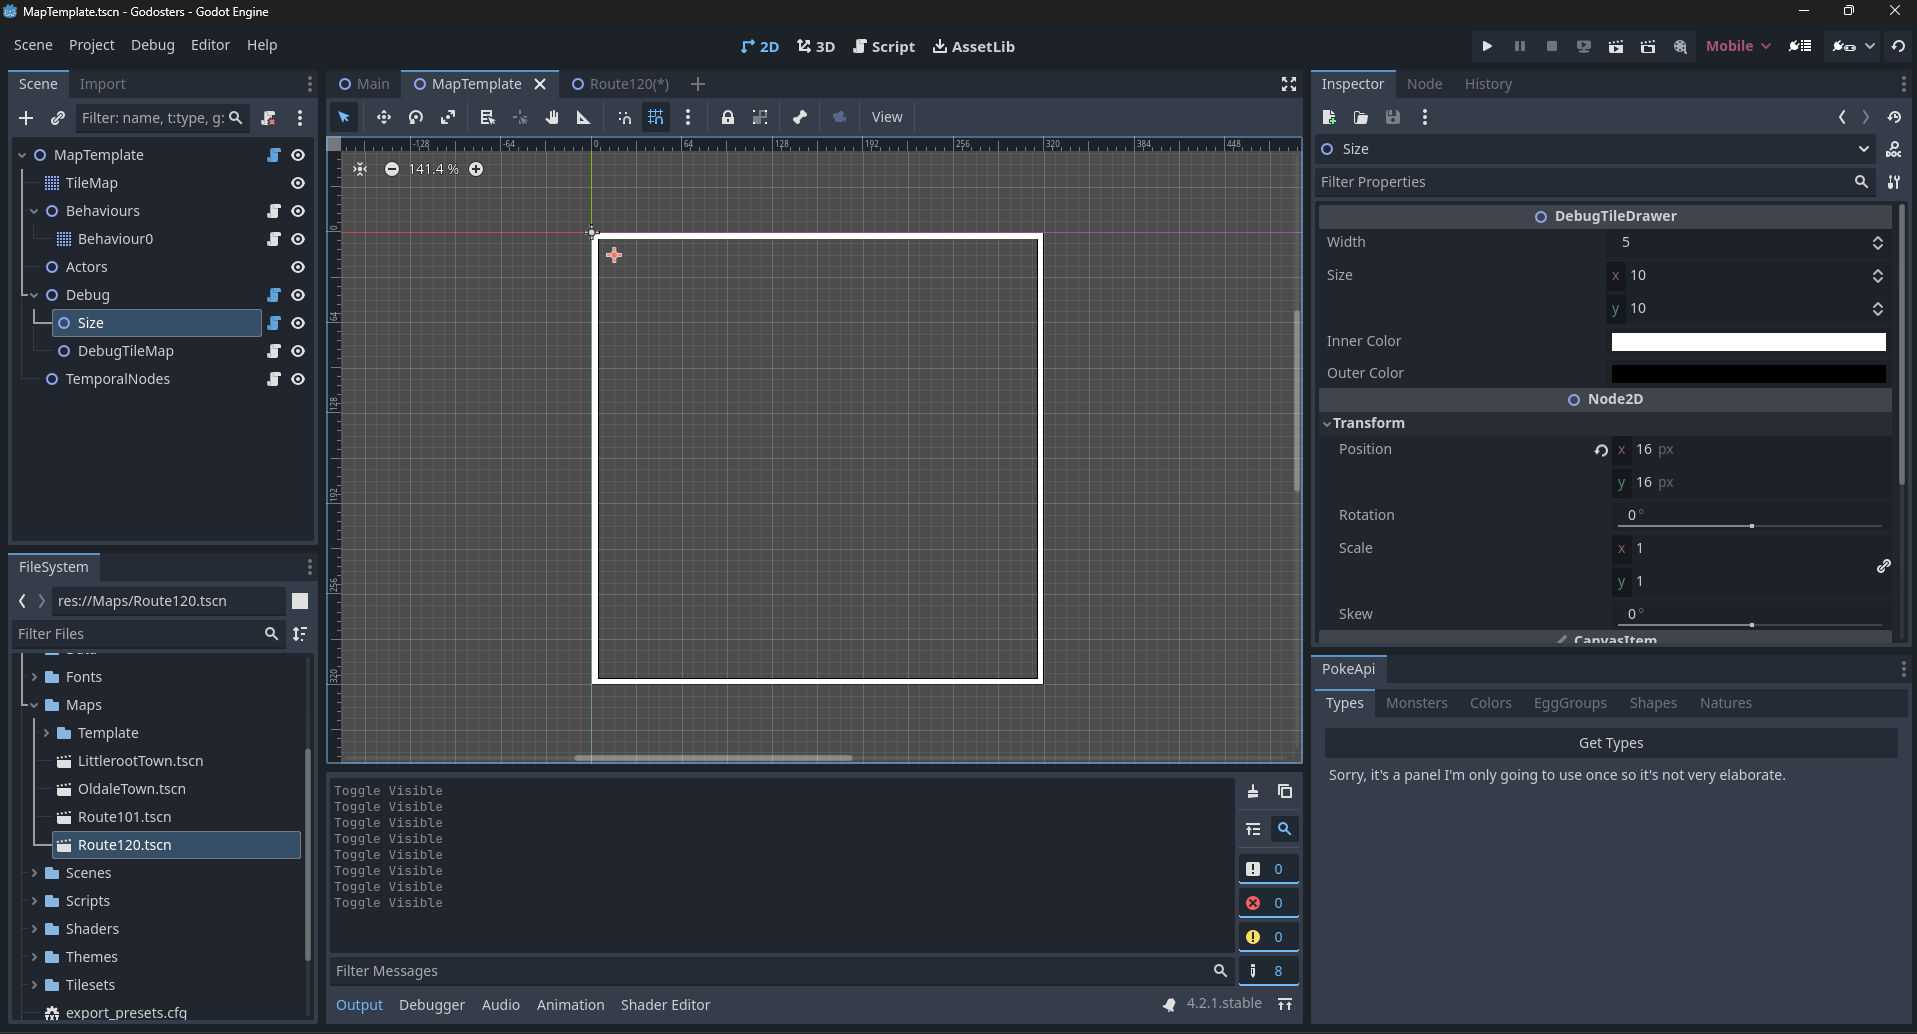 MapTemplate.tscn - Godosters - Godot Engine
Scene Project Debug Editor Help
2D 3D Script AssetLib
Mobile
Scene Import
Filter: name, t:type, g:
MapTemplate
TileMap
Behaviours
Behaviour0
Actors
Debug
Size
DebugTileMap
TemporalNodes
FileSystem
res://Maps/Route120.tscn
Filter Files
Data
Fonts
Maps
Template
LittlerootTown.tscn
OldaleTown.tscn
Route101.tscn
Route120.tscn
Scenes
Scripts
Shaders
Themes
Tilesets
export_presets.cfg
Main MapTemplate Route120(*)
View
-128 -64 0 64 128 192 256 320 384 448
141.4 %
0
64
128
192
256
320
Toggle Visible
Toggle Visible
Toggle Visible
Toggle Visible
Toggle Visible
Toggle Visible
Toggle Visible
Toggle Visible
0
0
0
8
Filter Messages
Output Debugger Audio Animation Shader Editor
4.2.1.stable
Inspector Node History
Size
Filter Properties
DebugTileDrawer
Width 5
Size x 10
y 10
Inner Color
Outer Color
Node2D
Transform
Position x 16 px
y 16 px
Rotation 0 °
Scale x 1
y 1
Skew 0 °
CanvasItem
PokeApi
Types Monsters Colors EggGroups Shapes Natures
Get Types
Sorry, it's a panel I'm only going to use once so it's not very elaborate.